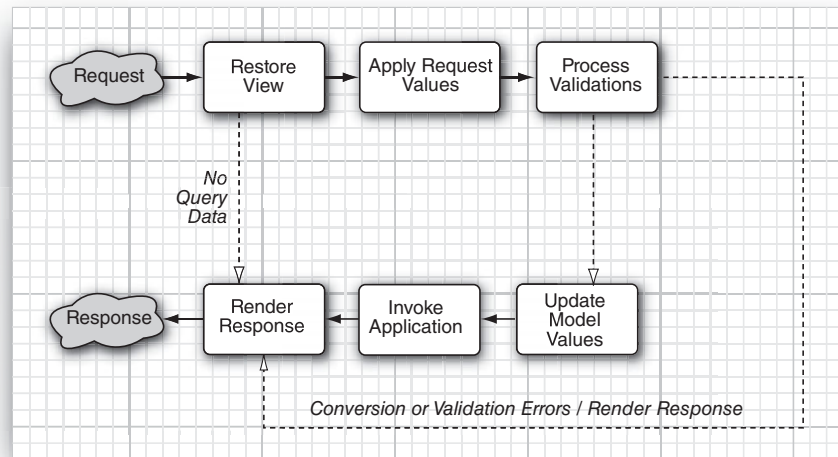 Request
Restore
View
Apply Request
Values
Process
Validations
No
Query
Data
Response
Render
Response
Invoke
Application
Update
Model
Values
Conversion or Validation Errors / Render Response